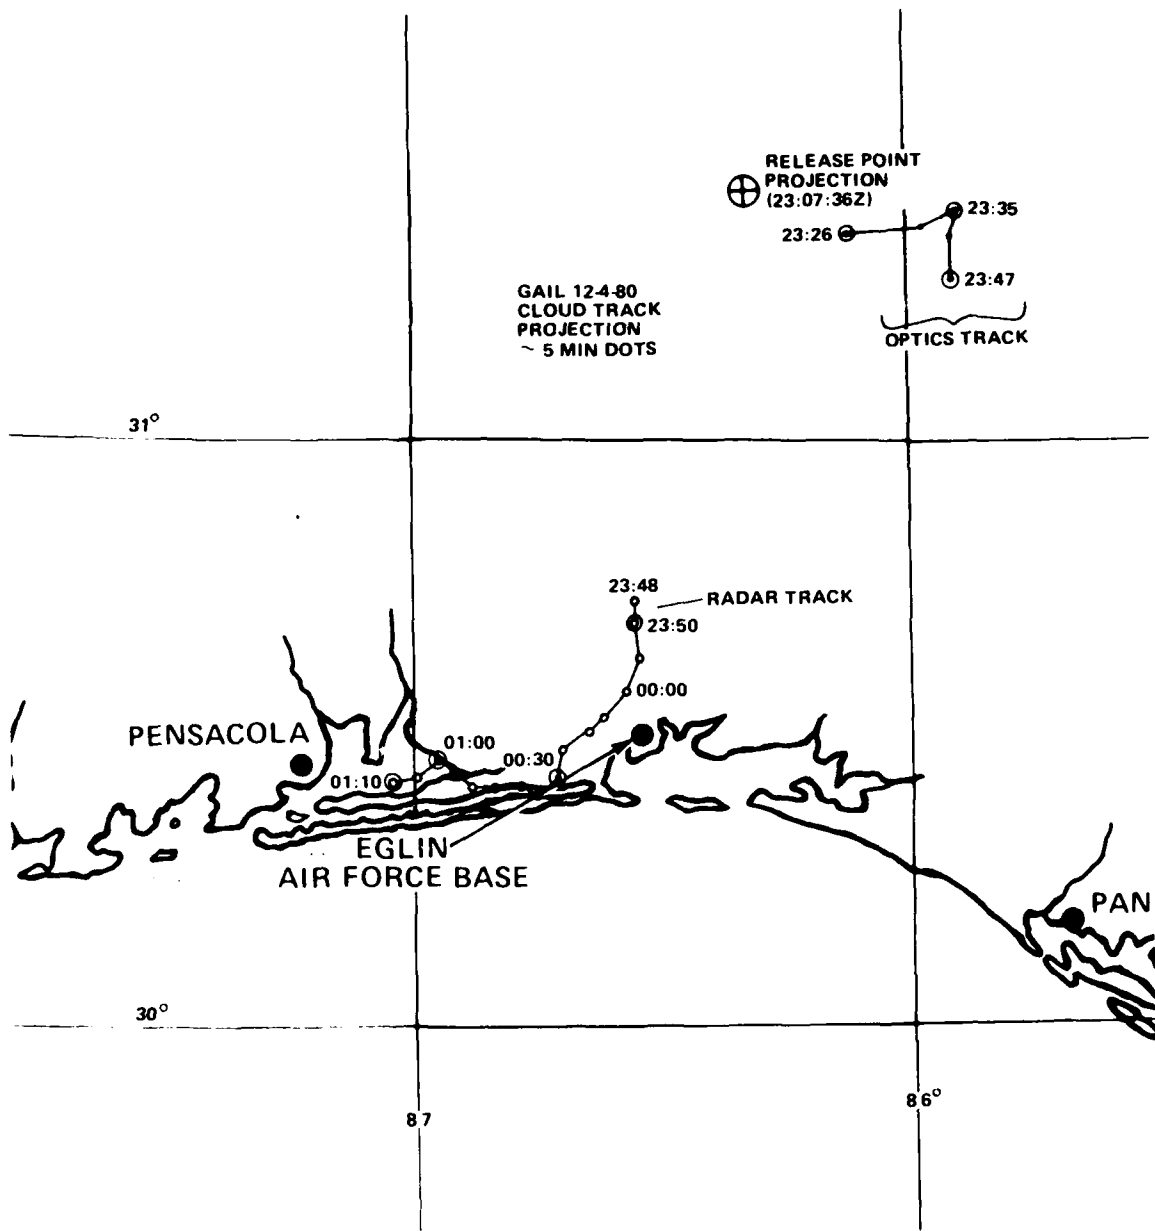 RELEASE POINT
PROJECTION
(23:07:36Z)
23:35
23:26
23:47
GAIL 12-4-80
CLOUD TRACK
PROJECTION
~ 5 MIN DOTS
OPTICS TRACK
31°
23:48
RADAR TRACK
23:50
00:00
PENSACOLA
01:00
00:30
01:10
EGLIN
AIR FORCE BASE
PAN
30°
86°
87